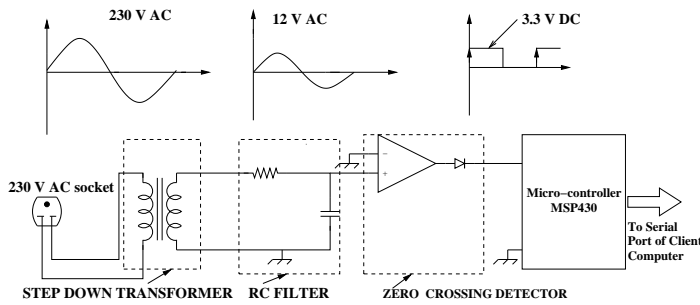 230 V AC
12 V AC
3.3 V DC
230 V AC socket
−
+
Micro−controller
MSP430
To Serial
Port of Client
Computer
STEP DOWN TRANSFORMER
RC FILTER
ZERO CROSSING DETECTOR